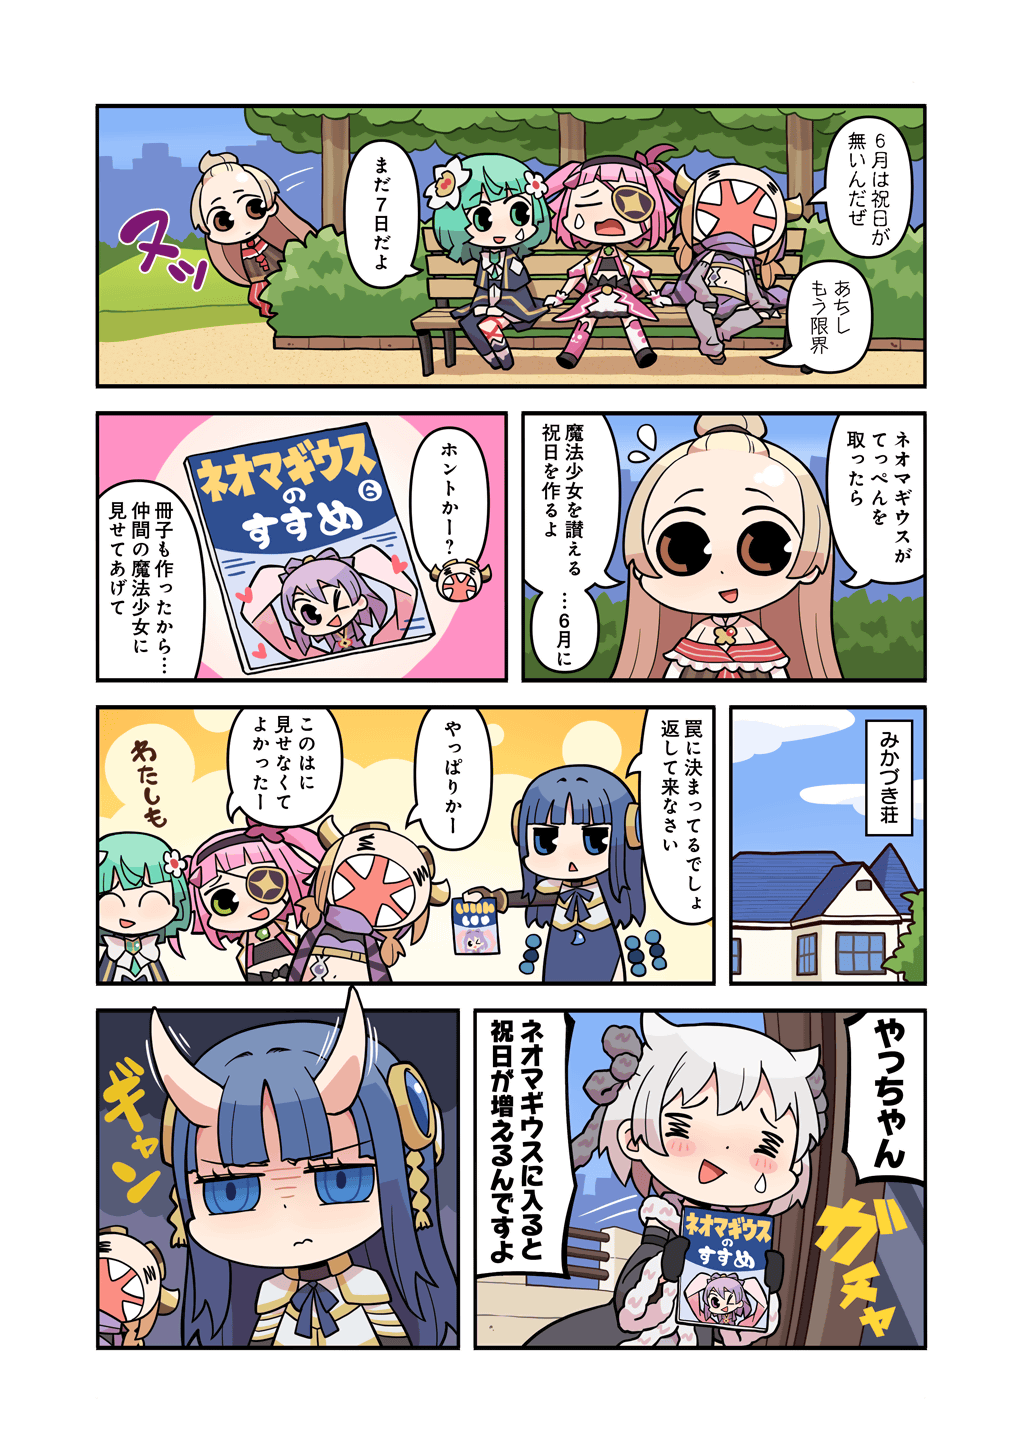 ６月は祝日が
無いんだぜ
あちし
もう限界
まだ７日だよ
ヌッ
ネオマギウスが
てっぺんを
取ったら
魔法少女を讃える
祝日を作るよ
…６月に
ホントかー？
ネオマギウス
の
すすめ
⑥
冊子も作ったから…
仲間の魔法少女に
見せてあげて
みかづき荘
罠に決まってるでしょ
返して来なさい
やっぱりかー
このはに
見せなくて
よかったー
わたしも
やっちゃん
ガチャ
ネオマギウスに入ると
祝日が増えるんですよ
ネオマギウス
の
すすめ
ギャン